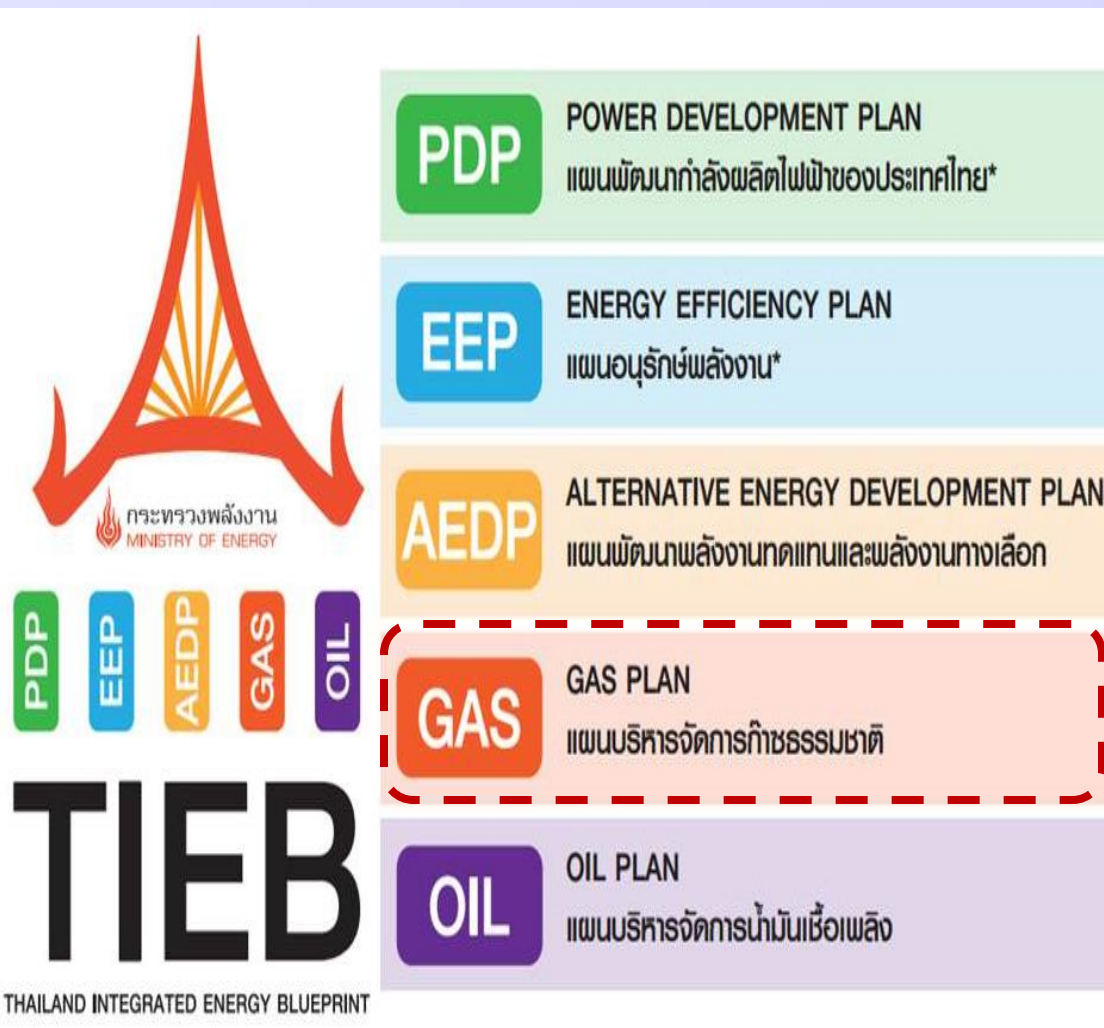 กระทรวงพลังงาน
MINISTRY OF ENERGY
PDP
EEP
AEDP
GAS
OIL
TIEB
THAILAND INTEGRATED ENERGY BLUEPRINT
PDP
POWER DEVELOPMENT PLAN
แผนพัฒนากำลังผลิตไฟฟ้าของประเทศไทย*
EEP
ENERGY EFFICIENCY PLAN
แผนอนุรักษ์พลังงาน*
AEDP
ALTERNATIVE ENERGY DEVELOPMENT PLAN
แผนพัฒนาพลังงานทดแทนและพลังงานทางเลือก
GAS
GAS PLAN
แผนบริหารจัดการก๊าซธรรมชาติ
OIL
OIL PLAN
แผนบริหารจัดการน้ำมันเชื้อเพลิง